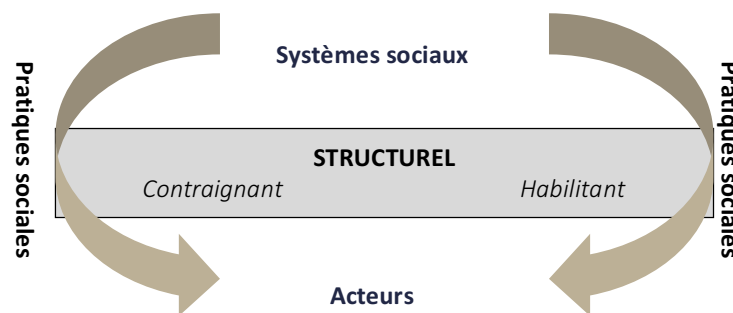 Systèmes sociaux
Pratiques sociales
Pratiques sociales
STRUCTUREL
Contraignant
Habilitant
Acteurs